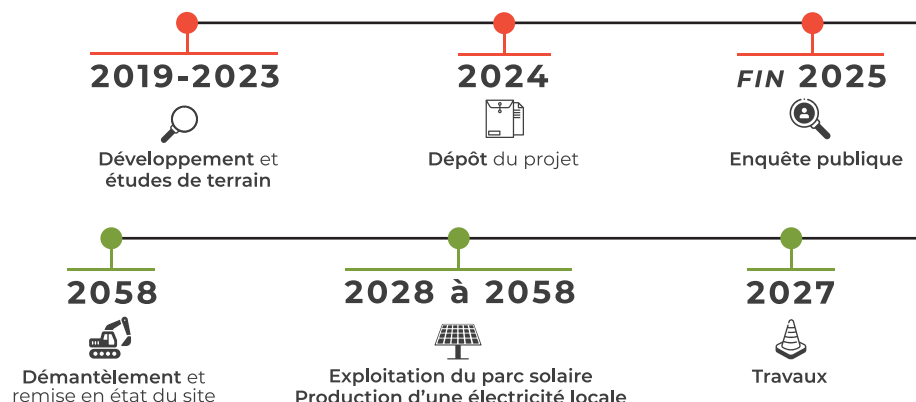 2019-2023
Développement et
études de terrain
2024
Dépôt du projet
FIN 2025
Enquête publique
2058
Démantèlement et
remise en état du site
2028 à 2058
Exploitation du parc solaire
Production d'une électricité locale
2027
Travaux